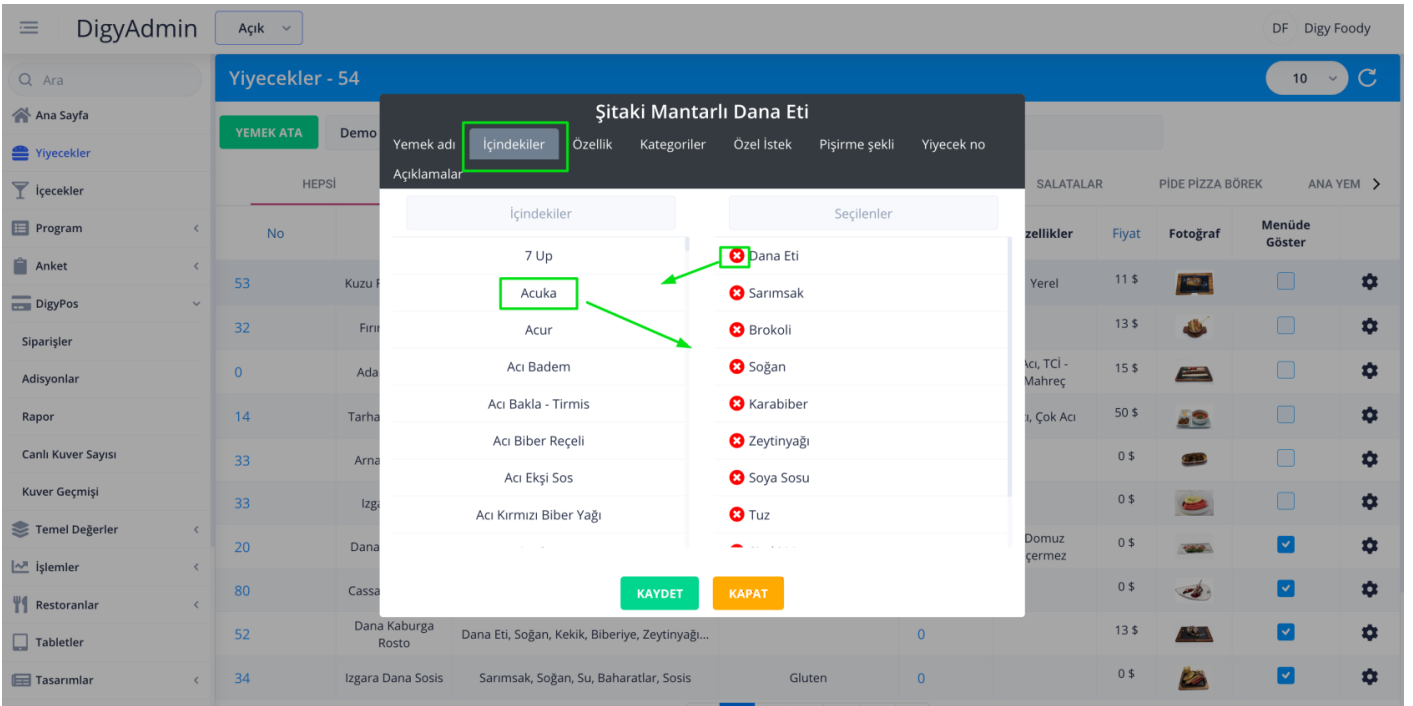 DigyAdmin
Açık
DF Digy Foody
Ara
Yiyecekler - 54
10
Ana Sayfa
Yiyecekler
İçecekler
Program
Anket
DigyPos
Siparişler
Adisyonlar
Rapor
Canlı Kuver Sayısı
Kuver Geçmişi
Temel Değerler
İşlemler
Restoranlar
Tabletler
Tasarımlar
YEMEK ATA
Demo
HEPSİ
SALATALAR
PİDE PİZZA BÖREK
ANA YEM
Şitaki Mantarlı Dana Eti
Yemek adı İçindekiler Özellik Kategoriler Özel İstek Pişirme şekli Yiyecek no
Açıklamalar
İçindekiler Seçilenler
7 Up Dana Eti
Acuka Sarımsak
Acur Brokoli
Acı Badem Soğan
Acı Bakla - Tirmis Karabiber
Acı Biber Reçeli Zeytinyağı
Acı Ekşi Sos Soya Sosu
Acı Kırmızı Biber Yağı Tuz
KAYDET KAPAT
No zellikler Fiyat Fotoğraf Menüde
Göster
53 Kuzu Yerel 11 $
32 13 $
0 Ada Acı, TCİ - 15 $
Mahreç
14 Tarha Çok Acı 50 $
33 Arna 0 $
33 Izga 0 $
20 Dana Domuz 0 $
çermez
80 Cassa 0 $
52 Dana Kaburga Dana Eti, Soğan, Kekik, Biberiye, Zeytinyağı... 0 13 $
Rosto
34 Izgara Dana Sosis Sarımsak, Soğan, Su, Baharatlar, Sosis Gluten 0 0 $